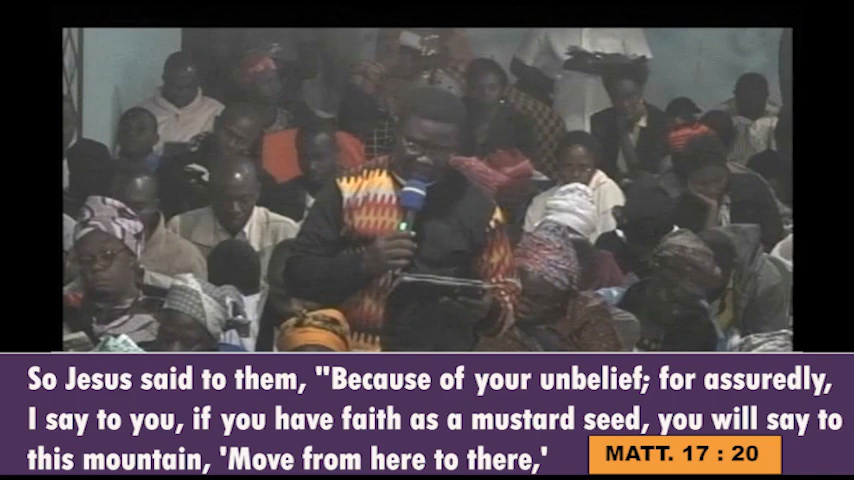 So Jesus said to them, "Because of your unbelief; for assuredly,
I say to you, if you have faith as a mustard seed, you will say to
this mountain, 'Move from here to there,'
MATT. 17 : 20